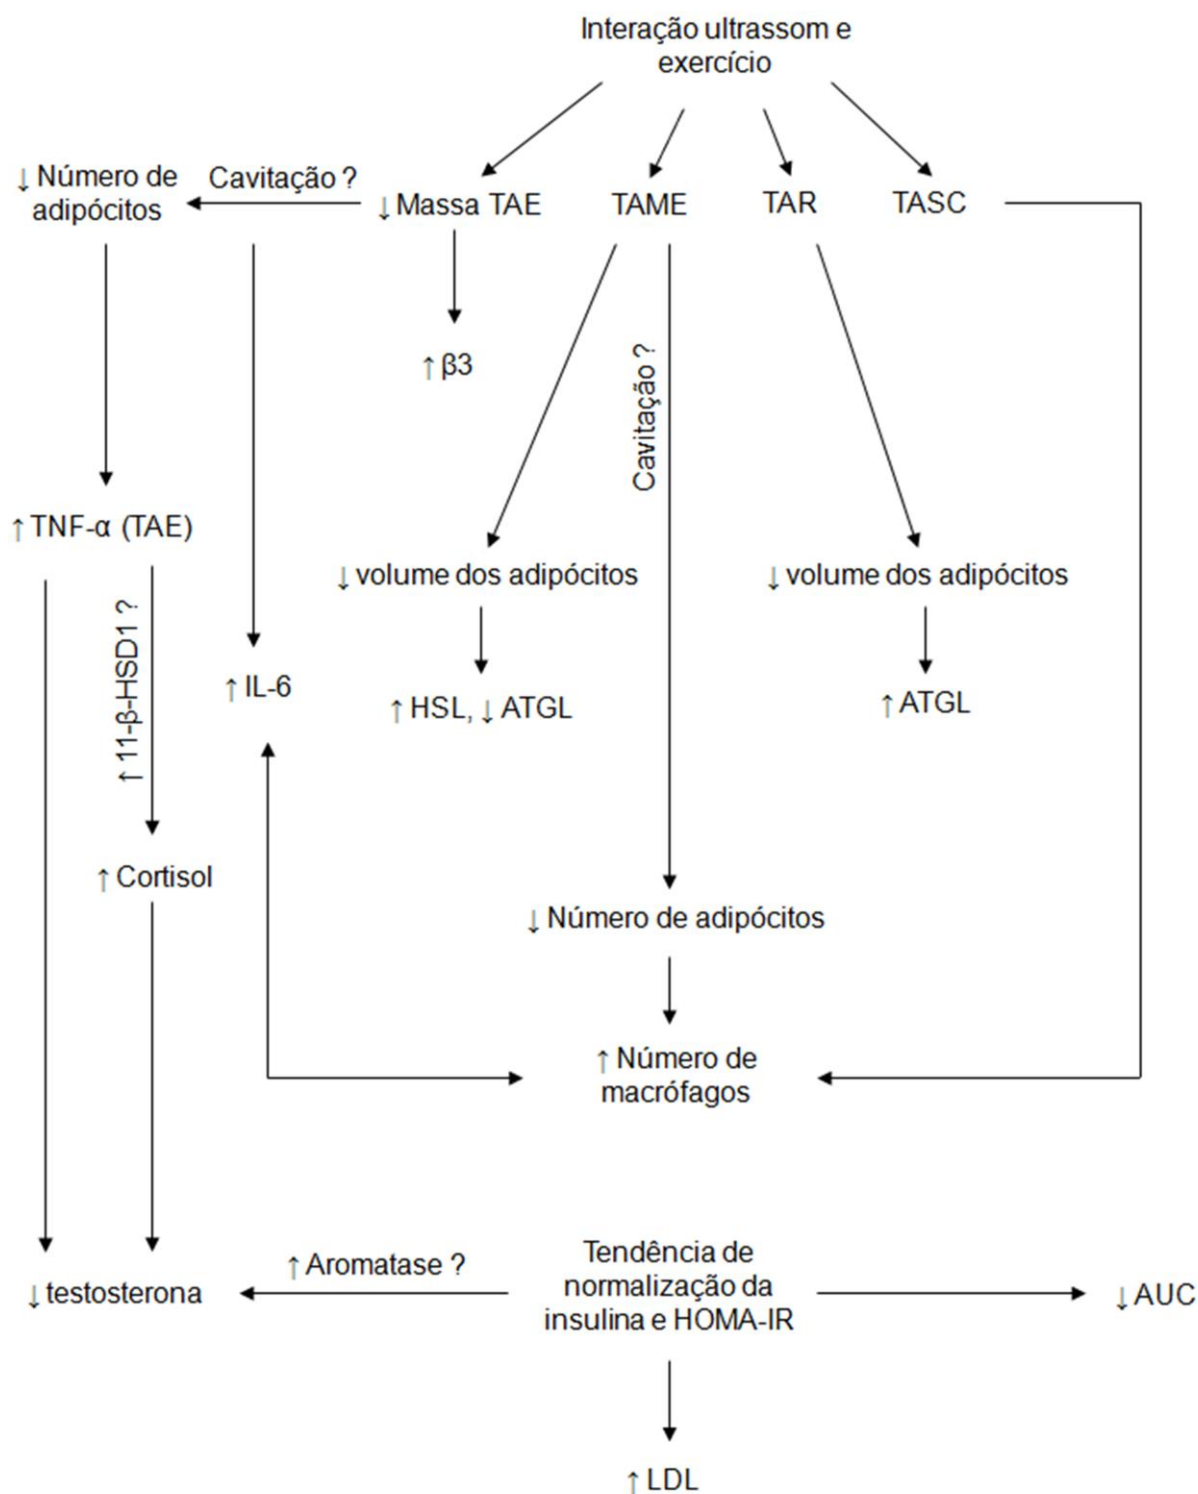 Interação ultrassom e
exercício
↓ Número de
adipócitos
Cavitação ?
↓ Massa TAE
TAME
TAR
TASC
↑ β3
Cavitação ?
↑ TNF-α (TAE)
↓ volume dos adipócitos
↓ volume dos adipócitos
↑ 11-β-HSD1 ?
↑ IL-6
↑ HSL, ↓ ATGL
↑ ATGL
↑ Cortisol
↓ Número de adipócitos
↑ Número de
macrófagos
↓ testosterona
↑ Aromatase ?
Tendência de
normalização da
insulina e HOMA-IR
↓ AUC
↑ LDL